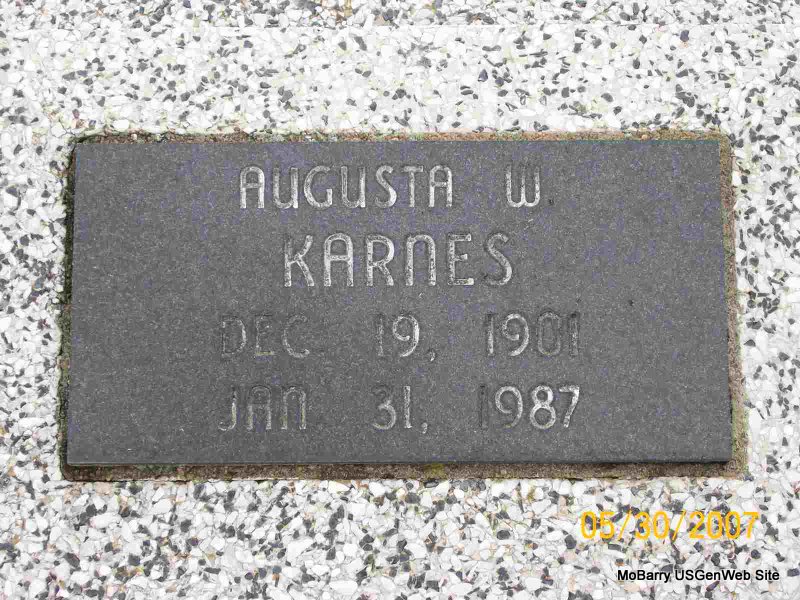 AUGUSTA W.
KARNES
DEC. 19, 1901
JAN. 31, 1987
05/30/2007
MoBarry USGenWeb Site